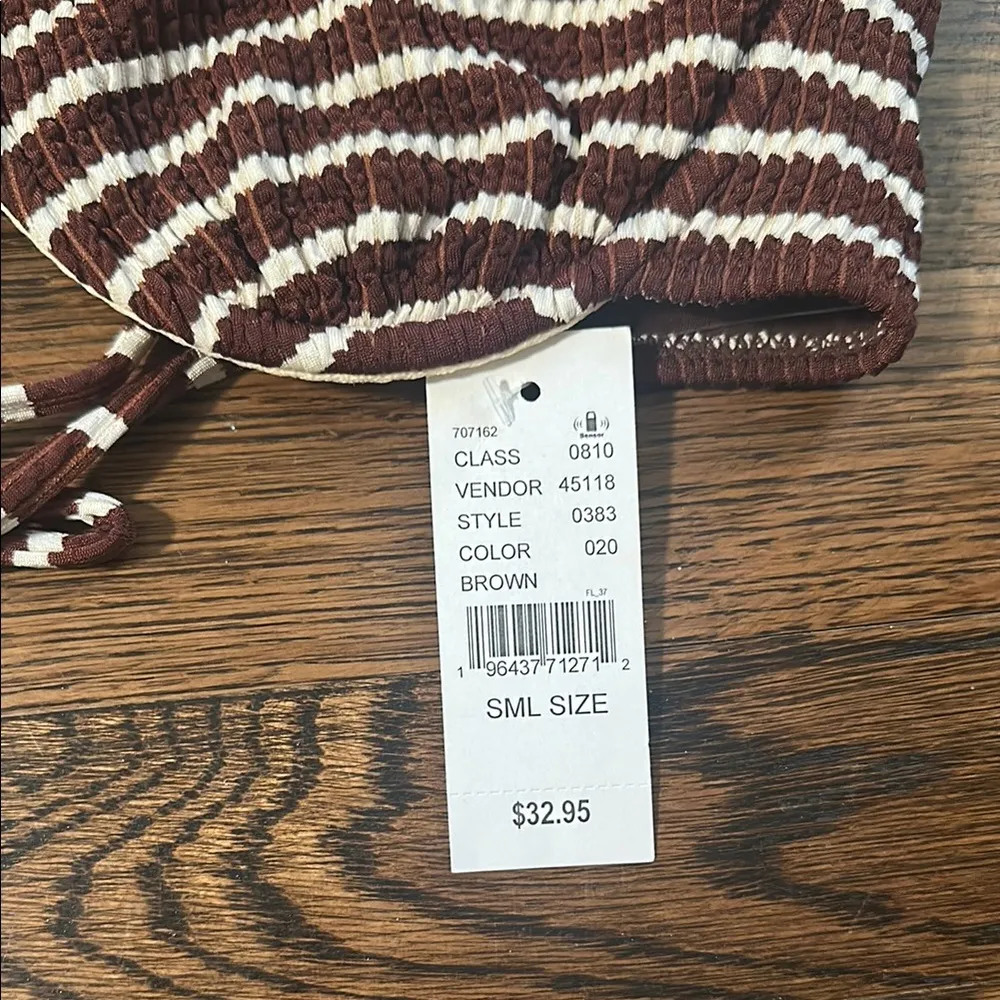 707162
Sensor
CLASS 0810
VENDOR 45118
STYLE 0383
COLOR 020
BROWN
FL_37
1 96437 71271 2
SML SIZE
$32.95